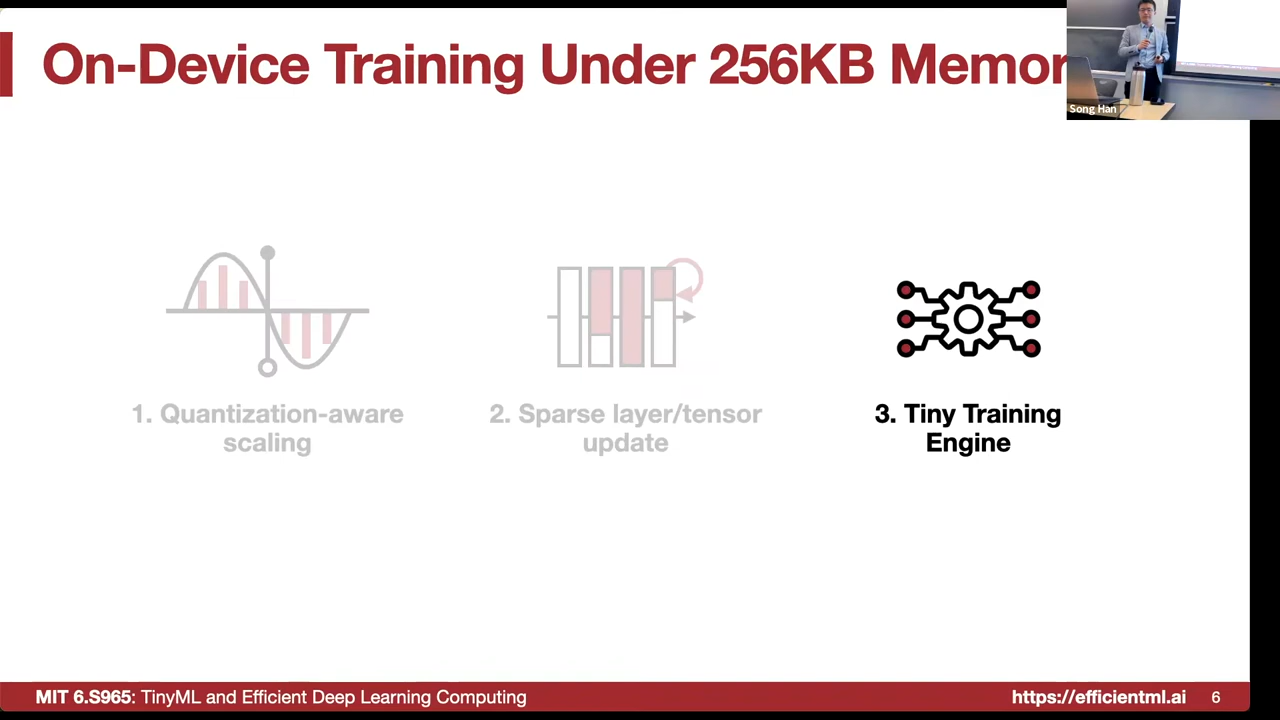 On-Device Training Under 256KB Memor
Song Han
1. Quantization-aware
scaling
2. Sparse layer/tensor
update
3. Tiny Training
Engine
MIT 6.S965: TinyML and Efficient Deep Learning Computing
https://efficientml.ai
6